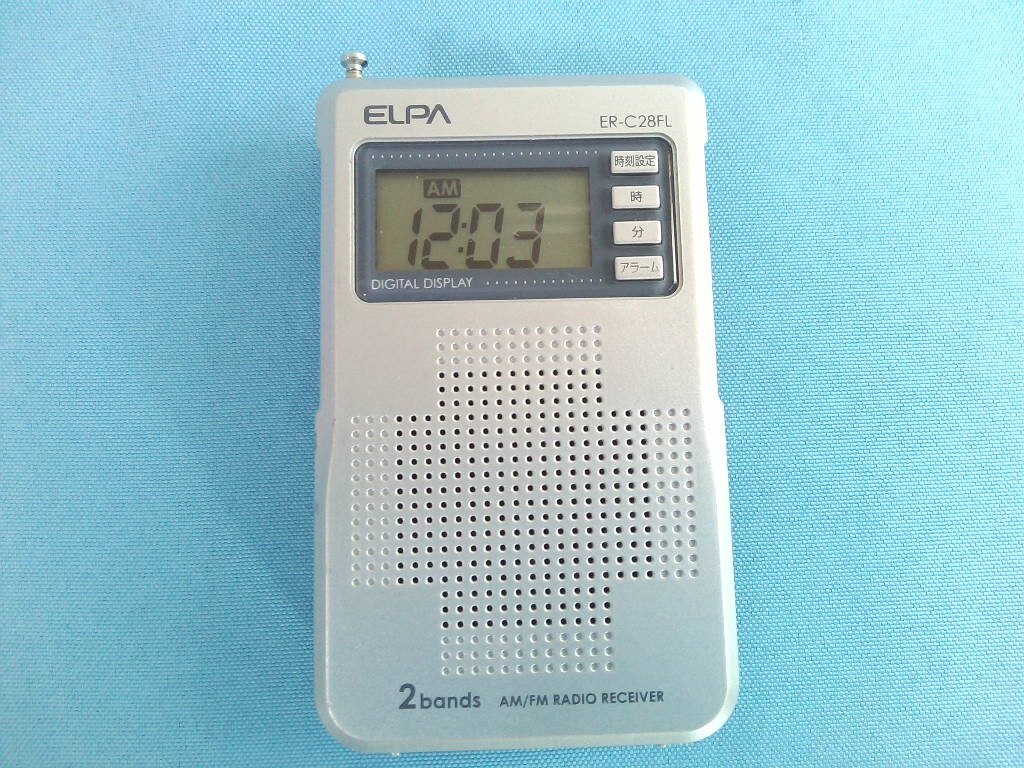 ELPA
ER-C28FL
時刻設定
AM
時
12:03
分
アラーム
DIGITAL DISPLAY
2bands AM/FM RADIO RECEIVER